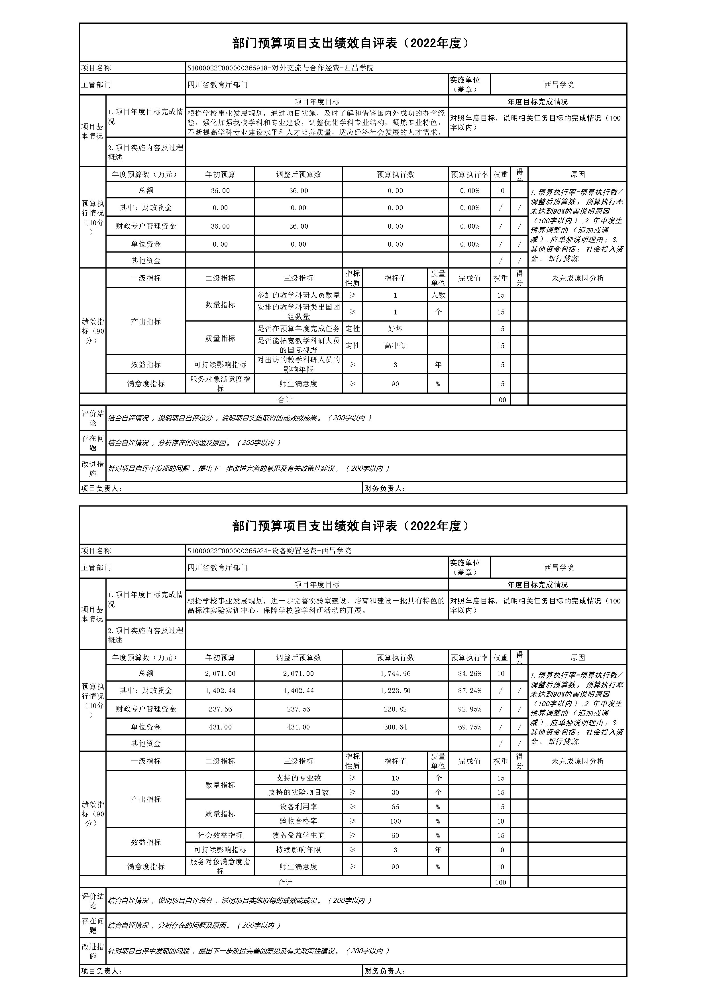 部门预算项目支出绩效自评表（2022年度）
项目名称 51000022T000000365918-对外交流与合作经费-西昌学院
主管部门 四川省教育厅部门 实施单位（盖章） 西昌学院
项目基本情况 1.项目年度目标完成情况 项目年度目标 年度目标完成情况
根据学校事业发展规划，通过项目实施，及时了解和借鉴国内外成功的办学经
验，强化加强我校学科和专业建设，调整优化学科专业结构，凝炼专业特色，
不断提高学科专业建设水平和人才培养质量，适应经济社会发展的人才需求。
对照年度目标，说明相关任务目标的完成情况（100
字以内）
2.项目实施内容及过程
概述
预算执行情况（10分） 年度预算数（万元） 年初预算 调整后预算数 预算执行数 预算执行率 权重 得分 原因
总额 36.00 36.00 0.00 0.00% 10
其中：财政资金 0.00 0.00 0.00 0.00% / /
财政专户管理资金 36.00 36.00 0.00 0.00% / /
单位资金 0.00 0.00 0.00 0.00% / /
其他资金 / /
1.预算执行率=预算执行数/
调整后预算数，预算执行率
未达到90%的需说明原因
（100字以内）;2.年中发生
预算调整的（追加或调
减）,应单独说明理由；3.
其他资金包括：社会投入资
金、银行贷款.
绩效指标（90分） 一级指标 二级指标 三级指标 指标性质 指标值 度量单位 完成值 权重 得分 未完成原因分析
产出指标 数量指标 参加的教学科研人员数量 ≥ 1 人数 15
安排的教学科研类出国团组数量 ≥ 1 个 15
质量指标 是否在预算年度完成任务 定性 好坏 15
是否能拓宽教学科研人员的国际视野 定性 高中低 15
效益指标 可持续影响指标 对出访的教学科研人员的影响年限 ≥ 3 年 15
满意度指标 服务对象满意度指标 师生满意度 ≥ 90 % 15
合计 100
评价结论 结合自评情况，说明项目自评总分，说明项目实施取得的成效或成果。（200字以内）
存在问题 结合自评情况，分析存在的问题及原因。（200字以内）
改进措施 针对项目自评中发现的问题，提出下一步改进完善的意见及有关政策性建议。（200字以内）
项目负责人： 财务负责人：
部门预算项目支出绩效自评表（2022年度）
项目名称 51000022T000000365924-设备购置经费-西昌学院
主管部门 四川省教育厅部门 实施单位（盖章） 西昌学院
项目基本情况 1.项目年度目标完成情况 项目年度目标 年度目标完成情况
根据学校事业发展规划，进一步完善实验室建设，培育和建设一批具有特色的
高标准实验实训中心，保障学校教学科研活动的开展。
对照年度目标，说明相关任务目标的完成情况（100
字以内）
2.项目实施内容及过程
概述
预算执行情况（10分） 年度预算数（万元） 年初预算 调整后预算数 预算执行数 预算执行率 权重 得分 原因
总额 2,071.00 2,071.00 1,744.96 84.26% 10
其中：财政资金 1,402.44 1,402.44 1,223.50 87.24% / /
财政专户管理资金 237.56 237.56 220.82 92.95% / /
单位资金 431.00 431.00 300.64 69.75% / /
其他资金 / /
1.预算执行率=预算执行数/
调整后预算数，预算执行率
未达到90%的需说明原因
（100字以内）;2.年中发生
预算调整的（追加或调
减）,应单独说明理由；3.
其他资金包括：社会投入资
金、银行贷款.
绩效指标（90分） 一级指标 二级指标 三级指标 指标性质 指标值 度量单位 完成值 权重 得分 未完成原因分析
产出指标 数量指标 支持的专业数 ≥ 10 个 15
支持的实验项目数 ≥ 30 个 15
质量指标 设备利用率 ≥ 65 % 15
验收合格率 ≥ 100 % 10
效益指标 社会效益指标 覆盖受益学生面 ≥ 60 % 15
可持续影响指标 持续影响年限 ≥ 3 年 10
满意度指标 服务对象满意度指标 师生满意度 ≥ 90 % 10
合计 100
评价结论 结合自评情况，说明项目自评总分，说明项目实施取得的成效或成果。（200字以内）
存在问题 结合自评情况，分析存在的问题及原因。（200字以内）
改进措施 针对项目自评中发现的问题，提出下一步改进完善的意见及有关政策性建议。（200字以内）
项目负责人： 财务负责人：